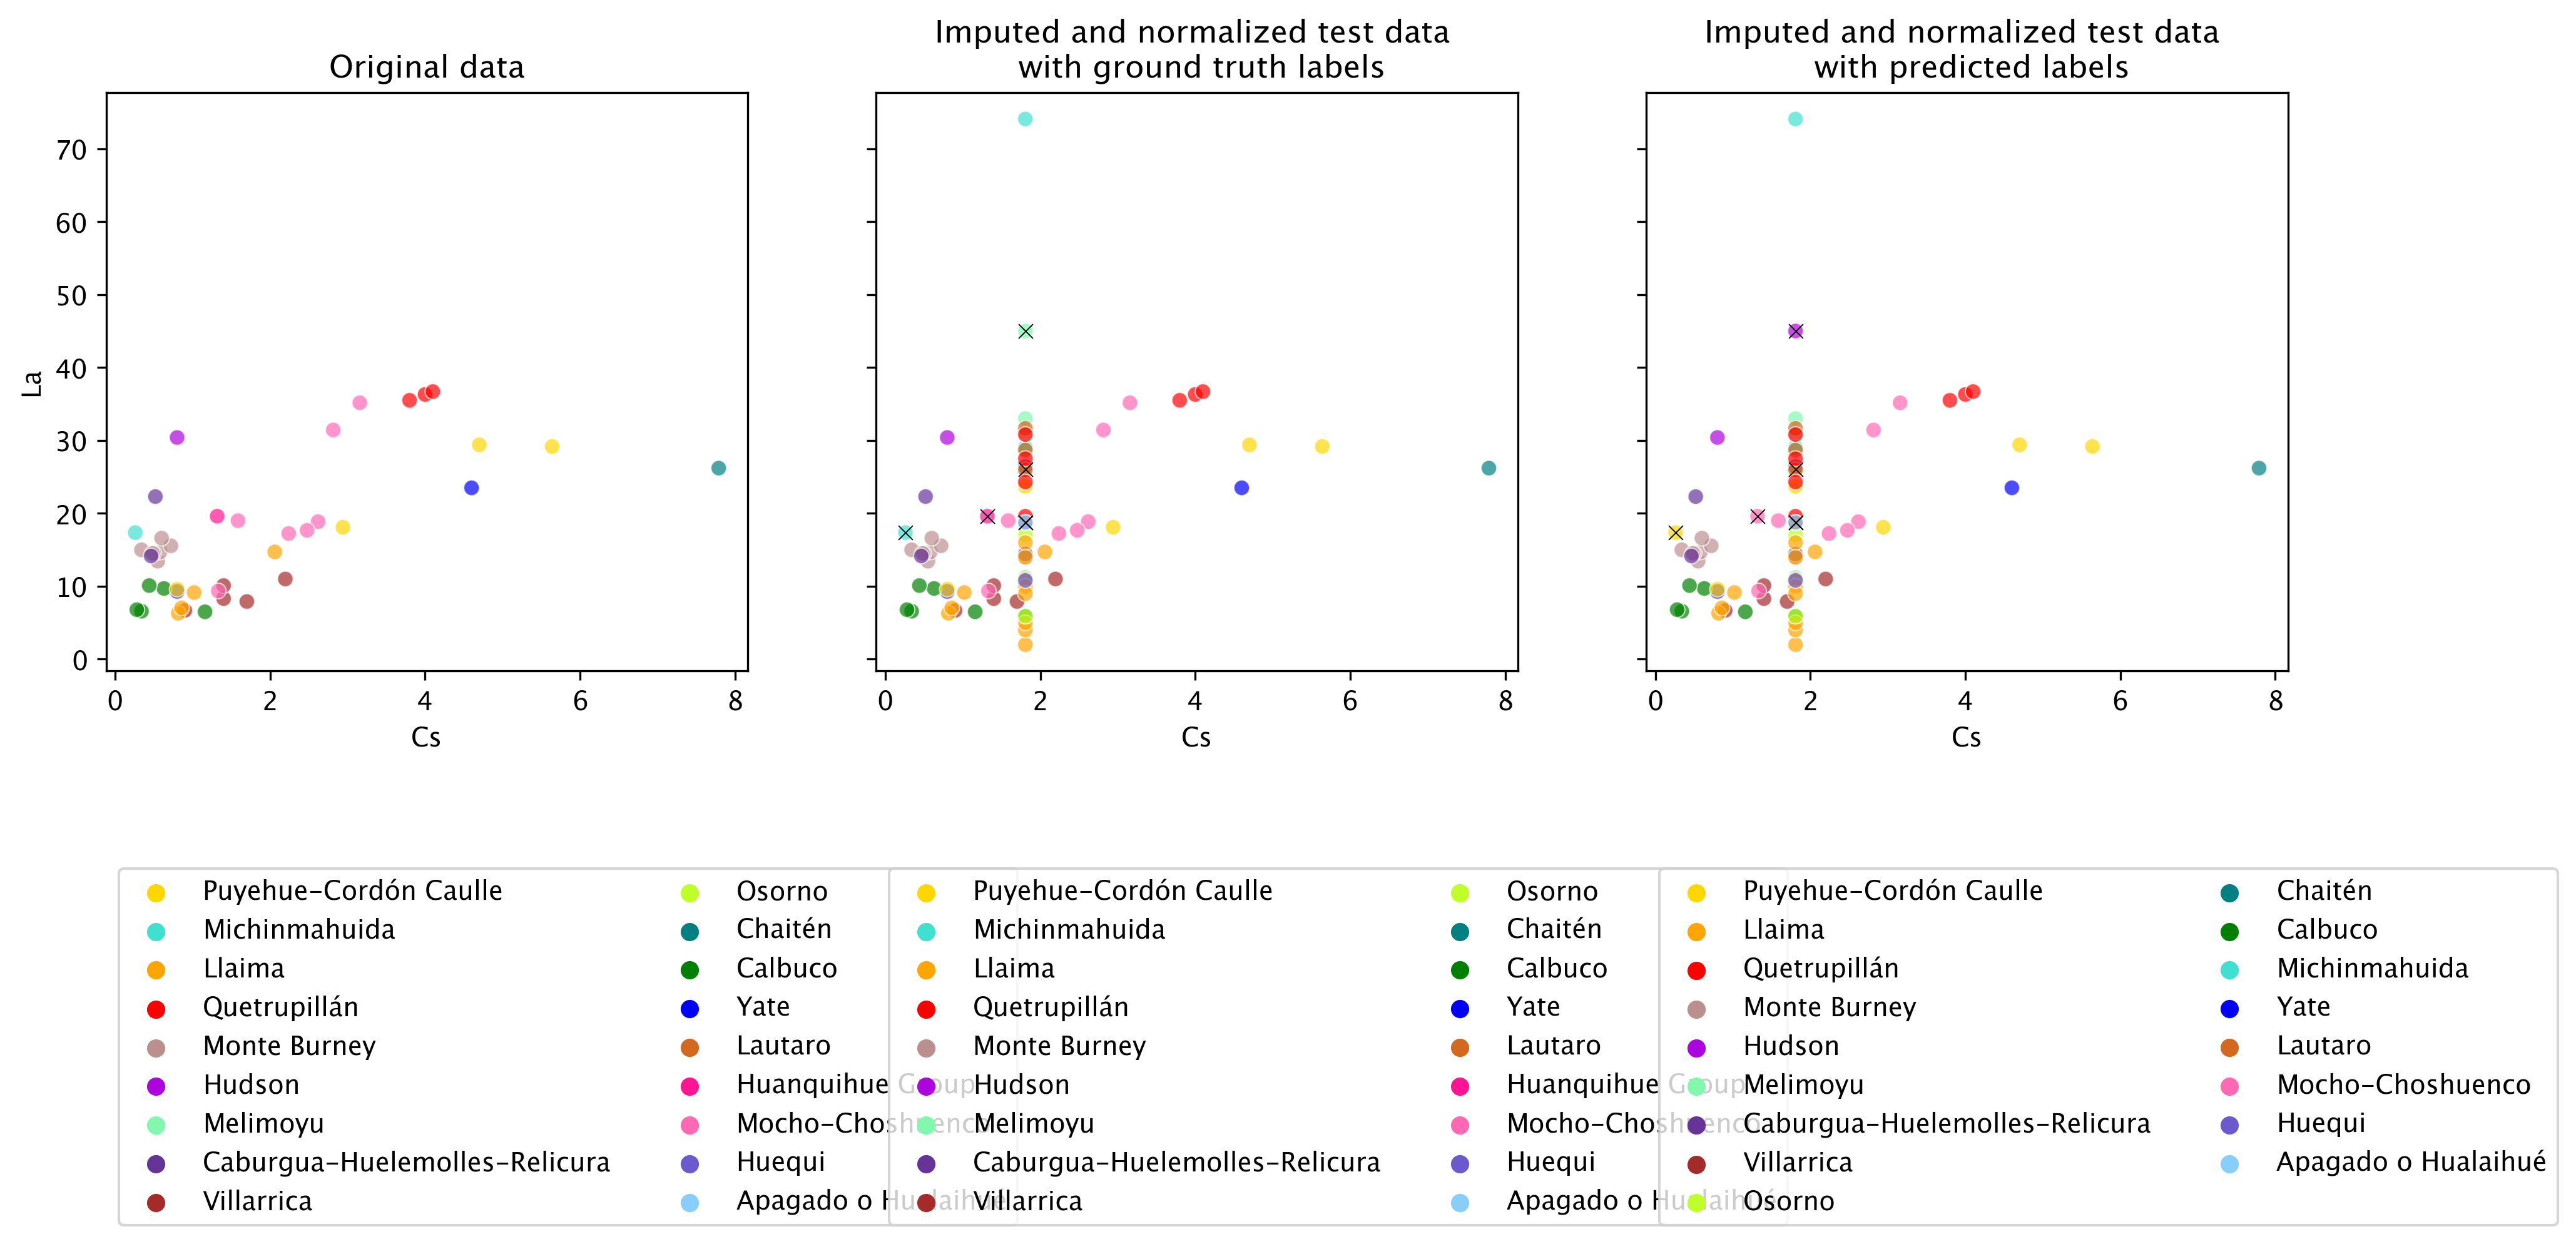 Original data
Imputed and normalized test data
with ground truth labels
Imputed and normalized test data
with predicted labels
La
70
60
50
40
30
20
10
0
0 2 4 6 8
Cs
0 2 4 6 8
Cs
0 2 4 6 8
Cs
Puyehue-Cordón Caulle
Michinmahuida
Llaima
Quetrupillán
Monte Burney
Hudson
Melimoyu
Caburgua-Huelemolles-Relicura
Villarrica
Osorno
Chaitén
Calbuco
Yate
Lautaro
Huanquihue Group
Mocho-Choshuenco
Huequi
Apagado o Hualaihué
Puyehue-Cordón Caulle
Michinmahuida
Llaima
Quetrupillán
Monte Burney
Hudson
Melimoyu
Caburgua-Huelemolles-Relicura
Villarrica
Osorno
Chaitén
Calbuco
Yate
Lautaro
Huanquihue Group
Mocho-Choshuenco
Huequi
Apagado o Hualaihué
Puyehue-Cordón Caulle
Llaima
Quetrupillán
Monte Burney
Hudson
Melimoyu
Caburgua-Huelemolles-Relicura
Villarrica
Osorno
Chaitén
Calbuco
Michinmahuida
Yate
Lautaro
Mocho-Choshuenco
Huequi
Apagado o Hualaihué